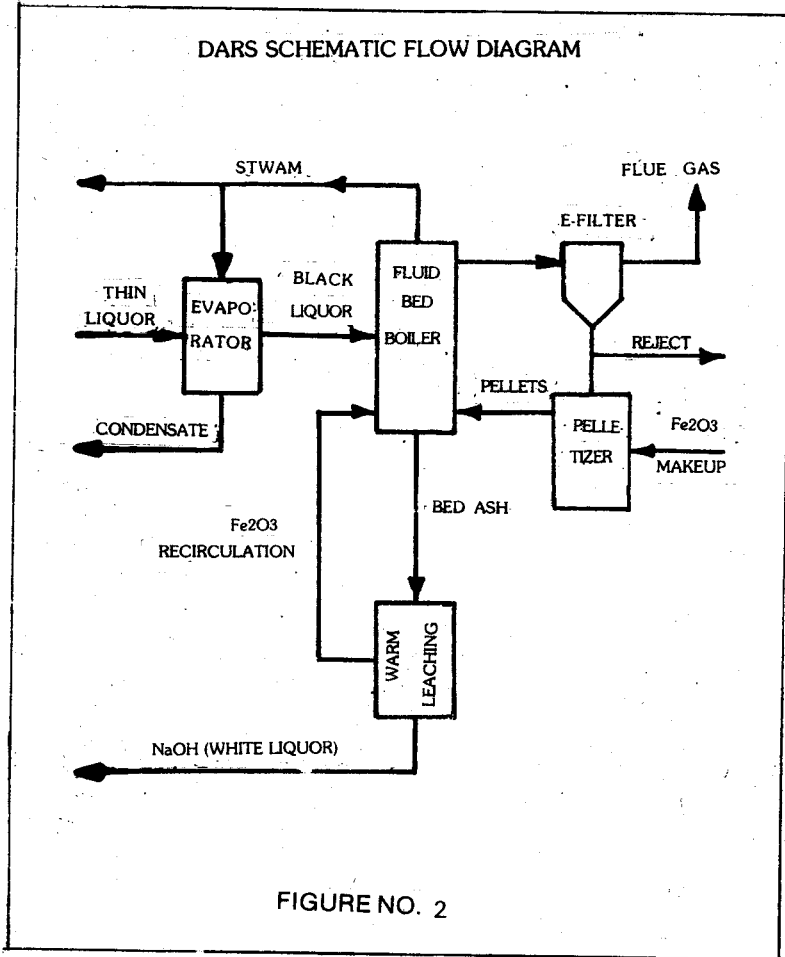 DARS SCHEMATIC FLOW DIAGRAM
STWAM
FLUE GAS
E-FILTER
FLUID
BED
BOILER
BLACK
LIQUOR
THIN
LIQUOR
EVAPO-
RATOR
REJECT
PELLETS
CONDENSATE
PELLE
TIZER
Fe2O3
MAKEUP
BED ASH
Fe2O3
RECIRCULATION
WARM
LEACHING
NaOH (WHITE LIQUOR)
FIGURE NO. 2